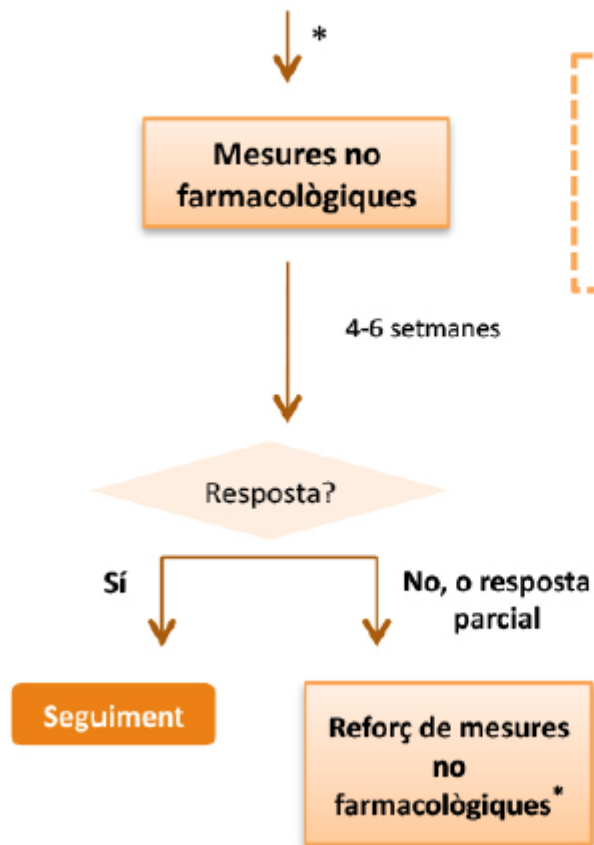 *
Mesures no
farmacològiques
4-6 setmanes
Resposta?
Sí
No, o resposta
parcial
Seguiment
Reforç de mesures
no
farmacològiques*